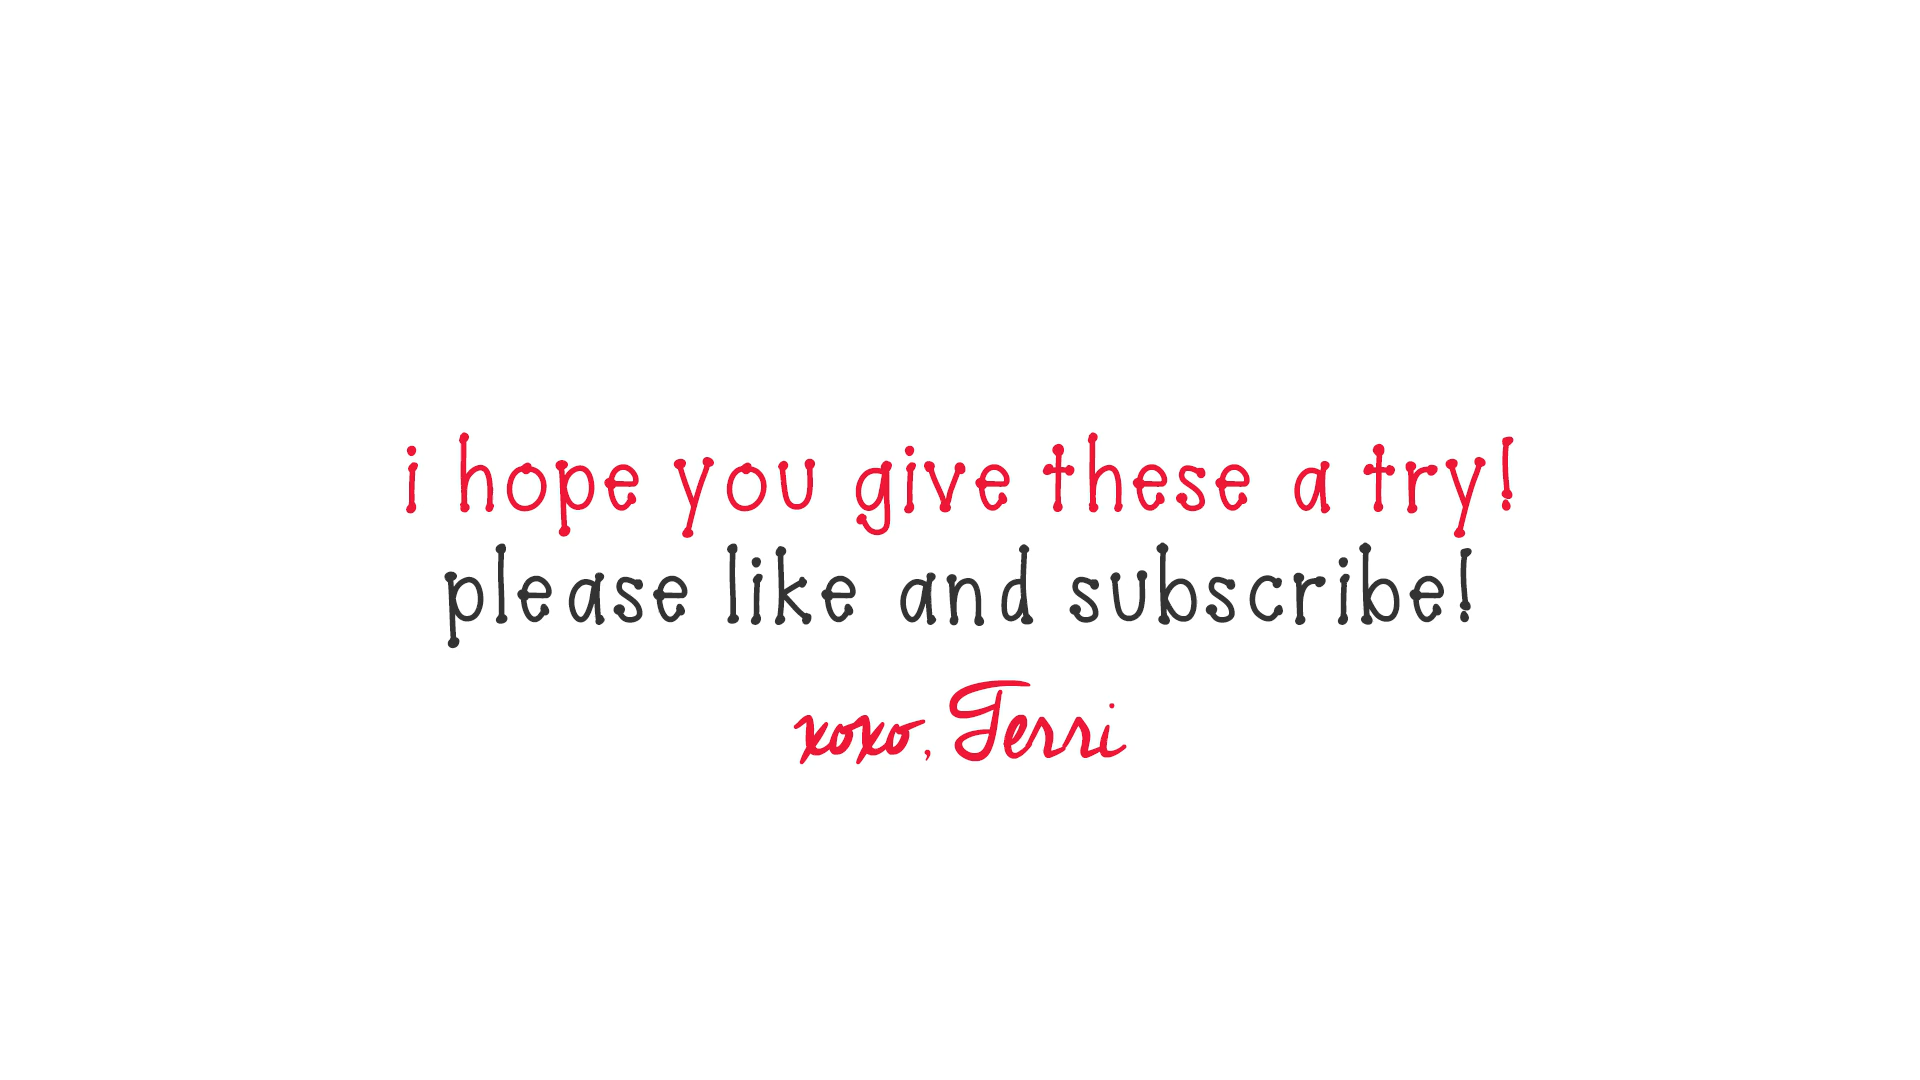 i hope you give these a try!
please like and subscribe!
xoxo, Terri